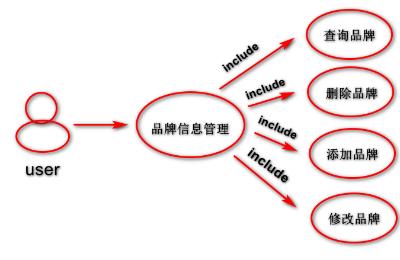 include
查询品牌
include
删除品牌
品牌信息管理
include
添加品牌
include
user
修改品牌